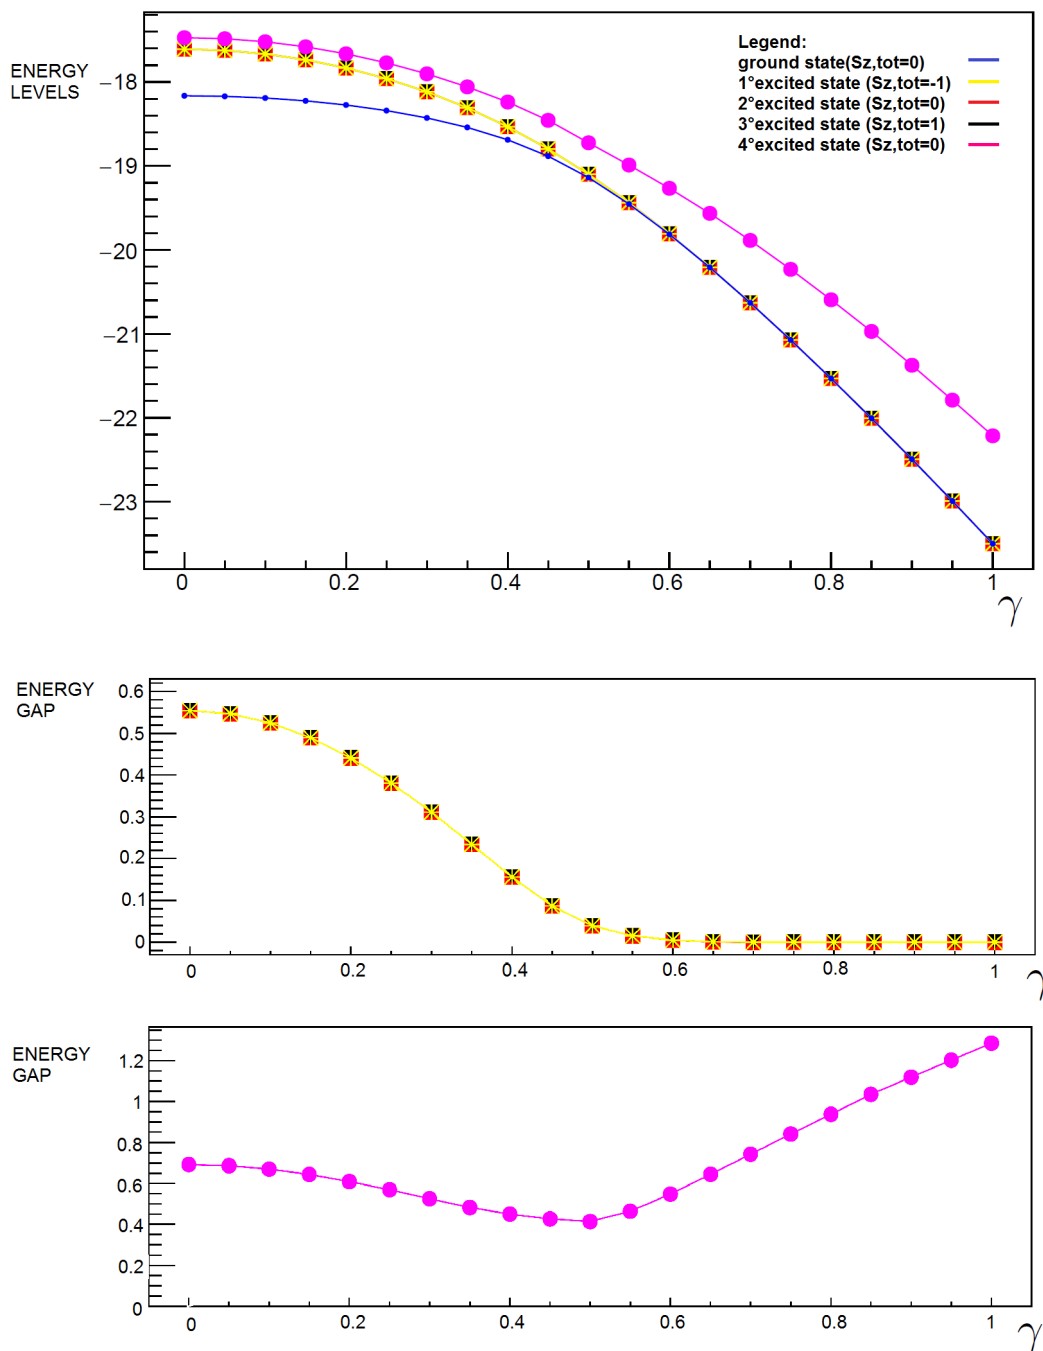 ENERGY
LEVELS
Legend:
ground state(Sz,tot=0)
1°excited state (Sz,tot=-1)
2°excited state (Sz,tot=0)
3°excited state (Sz,tot=1)
4°excited state (Sz,tot=0)
−18
−19
−20
−21
−22
−23
0 0.2 0.4 0.6 0.8 1
γ
ENERGY
GAP
0.6
0.5
0.4
0.3
0.2
0.1
0
0 0.2 0.4 0.6 0.8 1
γ
ENERGY
GAP
1.2
1
0.8
0.6
0.4
0.2
0
0 0.2 0.4 0.6 0.8 1
γ